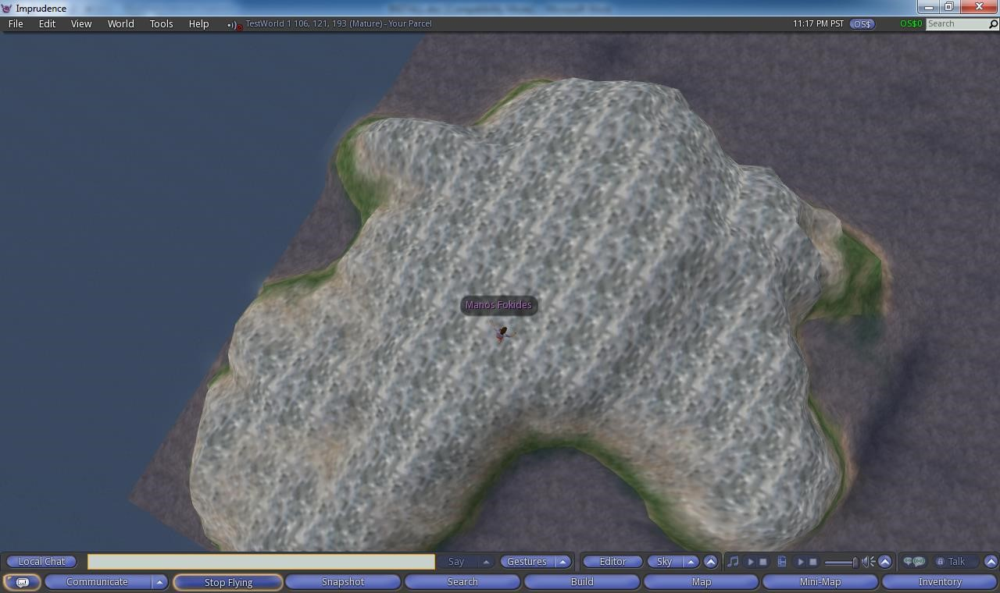 Imprudence
File Edit View World Tools Help TestWorld 1 106, 121, 193 (Mature) - Your Parcel 11:17 PM PST OS$ OS$0 Search
Manos Fokides
Local Chat Say Gestures Editor Sky Talk
Communicate Stop Flying Snapshot Search Build Map Mini-Map Inventory